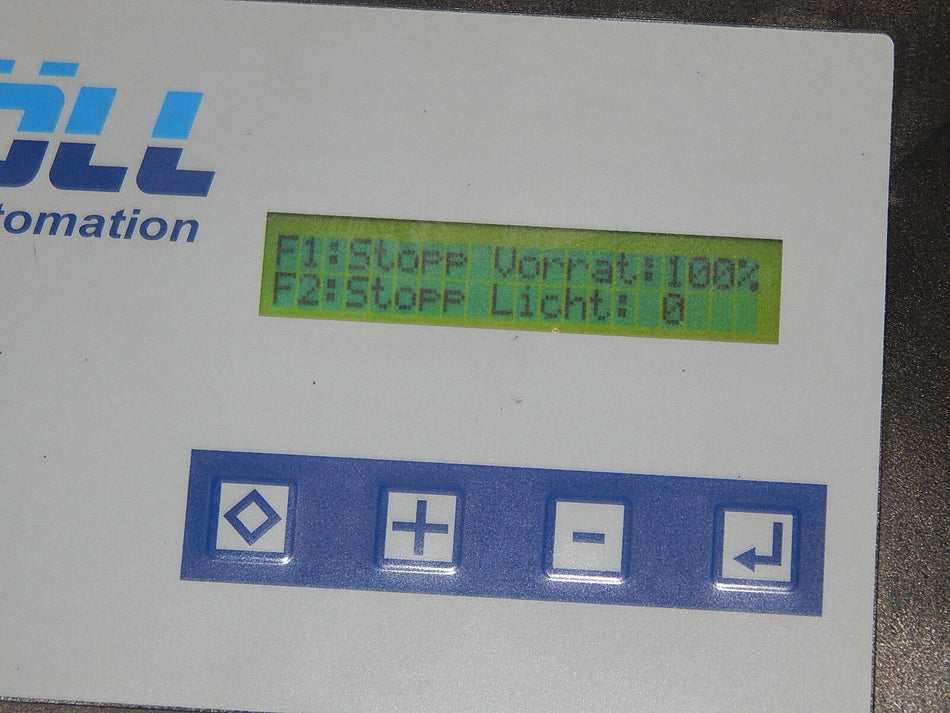 ÖLL
tomation
F1:Stopp Vorrat:100%
F2:Stopp Licht: 0